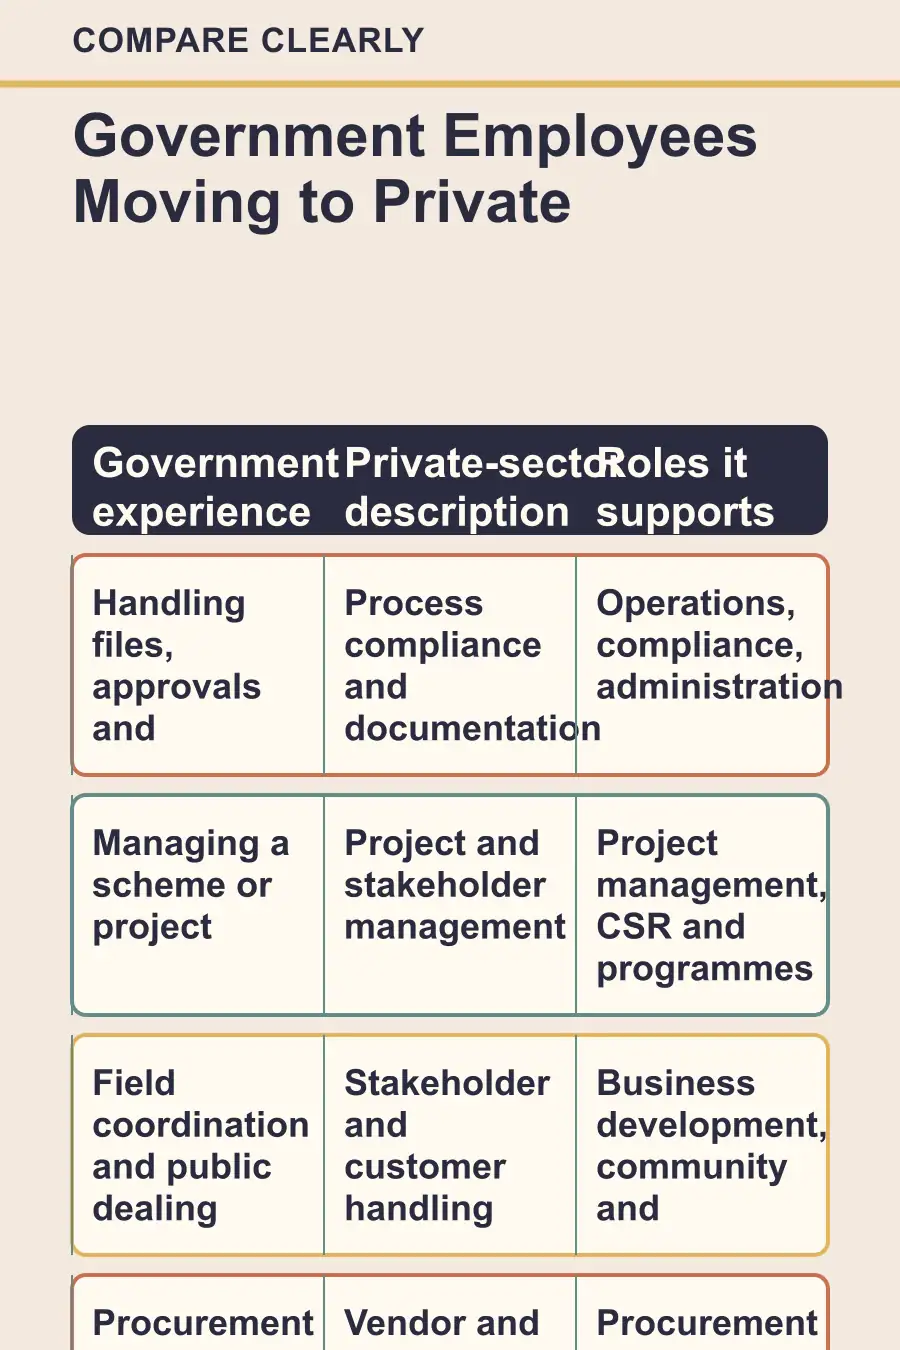 COMPARE CLEARLY
Government Employees
Moving to Private
Government Private-sector Roles it
experience description supports
Handling
files,
approvals
and
Process
compliance
and
documentation
Operations,
compliance,
administration
Managing a
scheme or
project
Project and
stakeholder
management
Project
management,
CSR and
programmes
Field
coordination
and public
dealing
Stakeholder
and
customer
handling
Business
development,
community
and
Procurement
Vendor and
Procurement